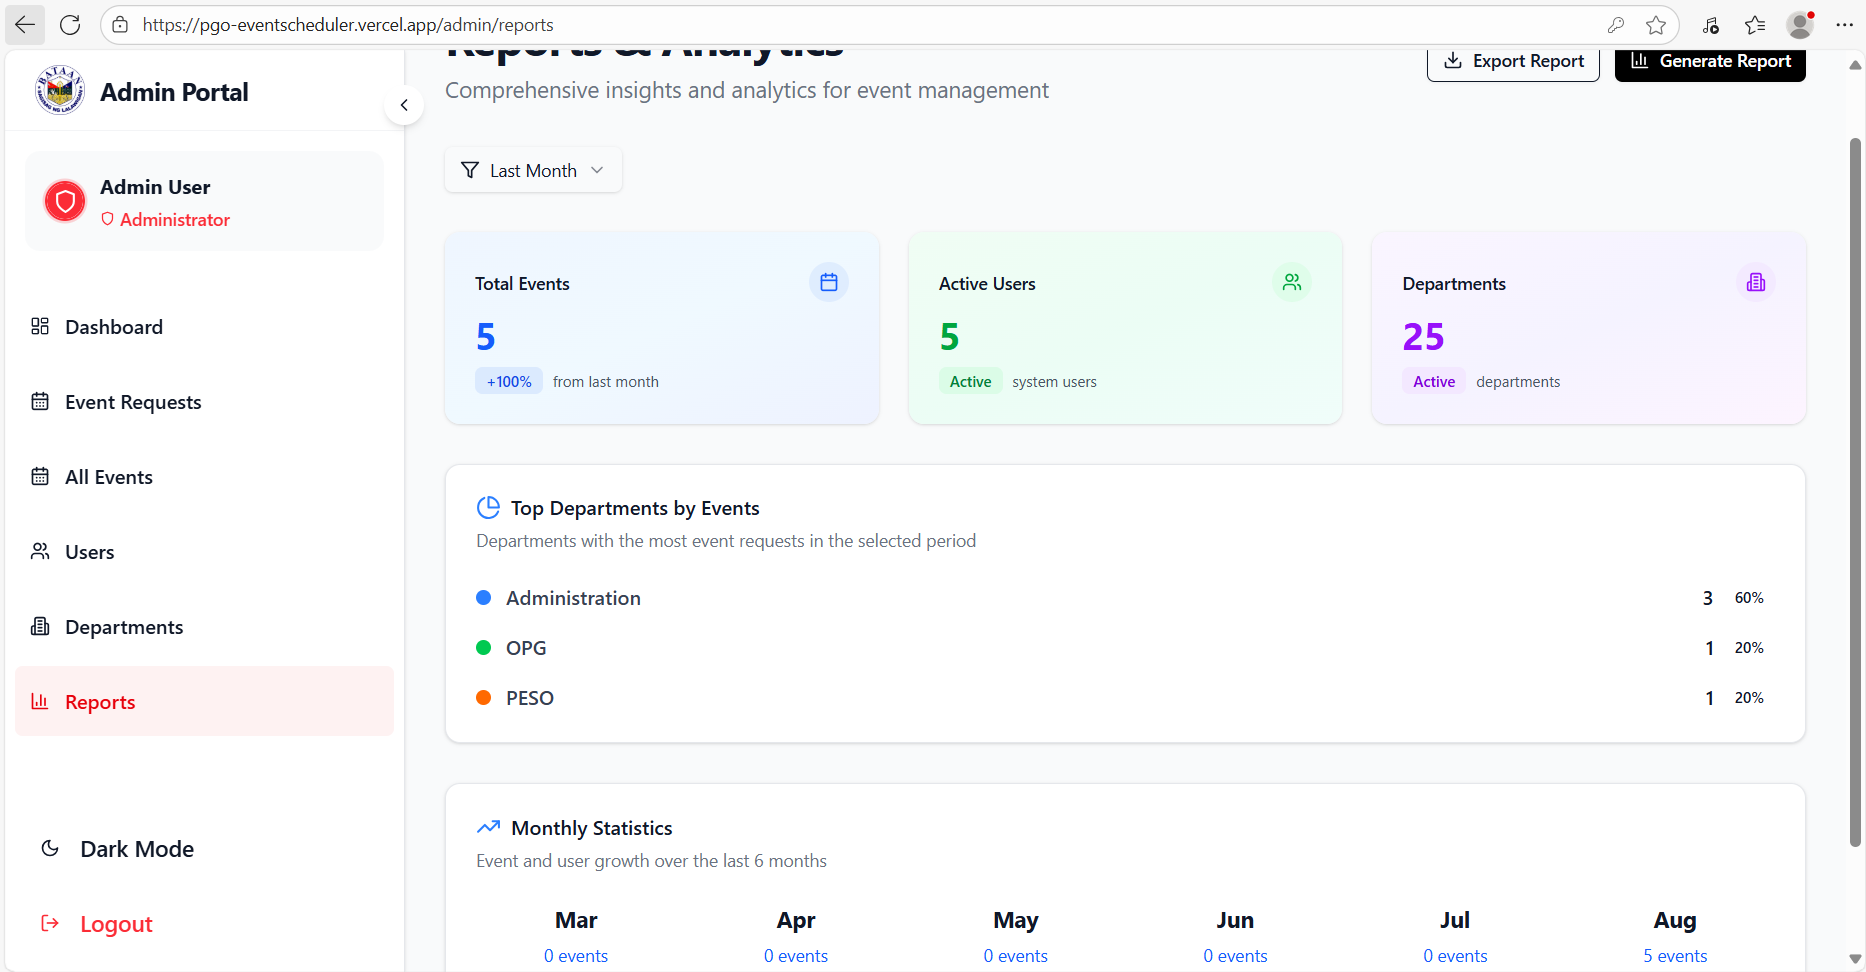 https://pgo-eventscheduler.vercel.app/admin/reports
BATAAN
Admin Portal
Admin User
Administrator
Dashboard
Event Requests
All Events
Users
Departments
Reports
Dark Mode
Logout
Reports & Analytics
Comprehensive insights and analytics for event management
Export Report
Generate Report
Last Month
Total Events
5
+100% from last month
Active Users
5
Active system users
Departments
25
Active departments
Top Departments by Events
Departments with the most event requests in the selected period
Administration 3 60%
OPG 1 20%
PESO 1 20%
Monthly Statistics
Event and user growth over the last 6 months
Mar Apr May Jun Jul Aug
0 events 0 events 0 events 0 events 0 events 5 events